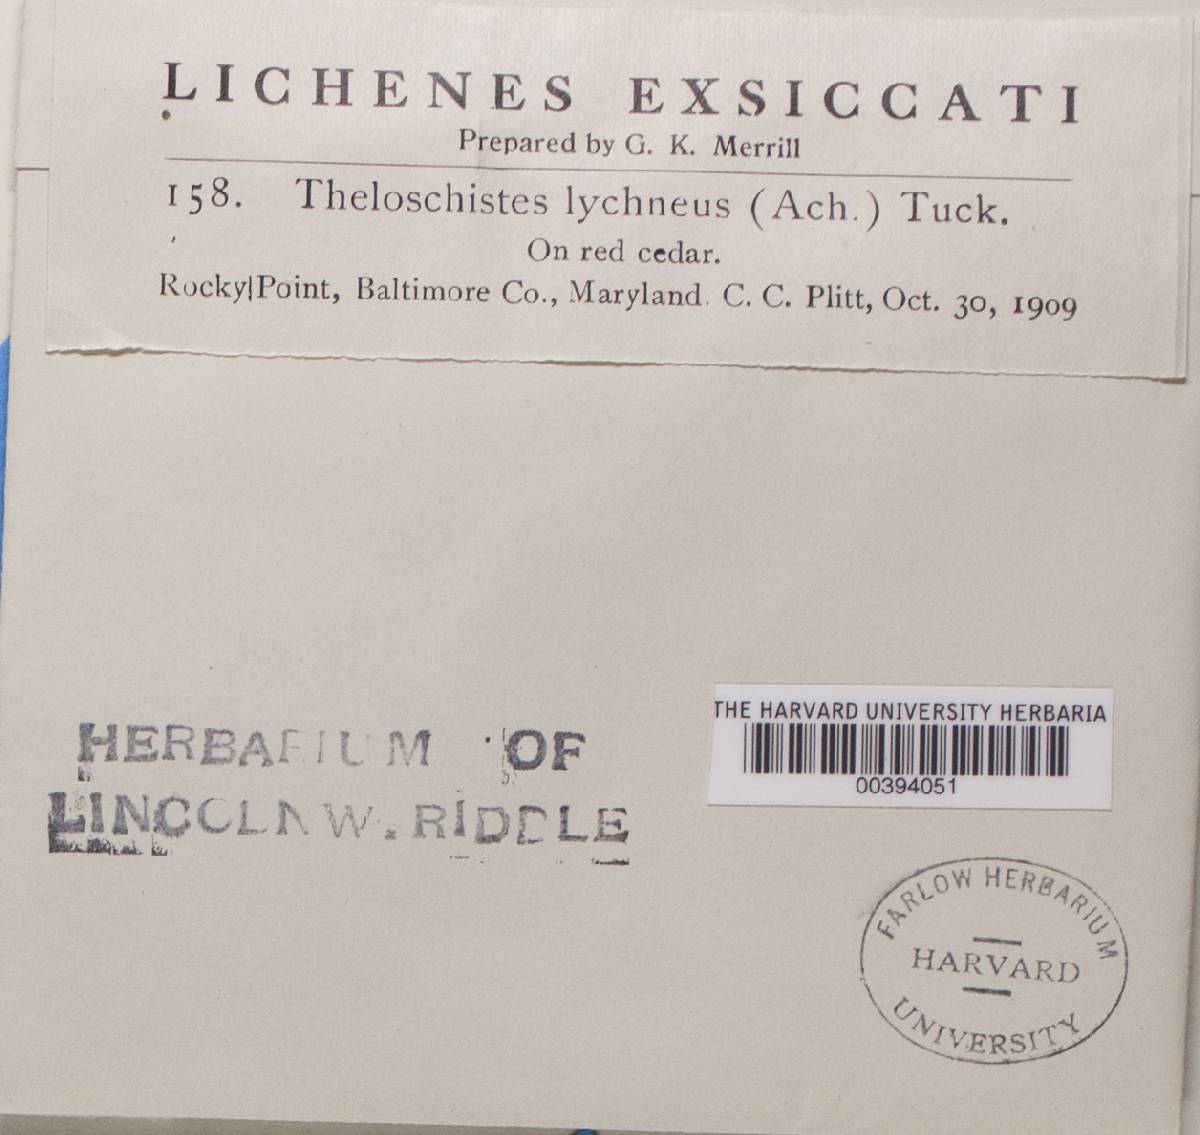 LICHENES EXSICCATI
Prepared by G. K. Merrill
158. Theloschistes lychneus (Ach.) Tuck.
On red cedar.
Rocky|Point, Baltimore Co., Maryland. C. C. Plitt, Oct. 30, 1909
HERBARIUM OF
LINCOLN W. RIDDLE
THE HARVARD UNIVERSITY HERBARIA
00394051
FARLOW HERBARIUM
HARVARD
UNIVERSITY